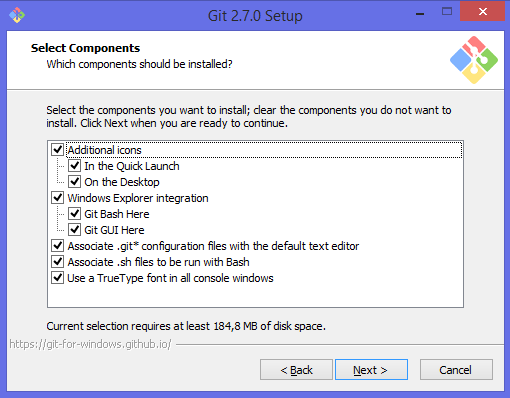 Git 2.7.0 Setup
Select Components
Which components should be installed?
Select the components you want to install; clear the components you do not want to
install. Click Next when you are ready to continue.
Additional icons
In the Quick Launch
On the Desktop
Windows Explorer integration
Git Bash Here
Git GUI Here
Associate .git* configuration files with the default text editor
Associate .sh files to be run with Bash
Use a TrueType font in all console windows
Current selection requires at least 184,8 MB of disk space.
https://git-for-windows.github.io/
< Back Next > Cancel